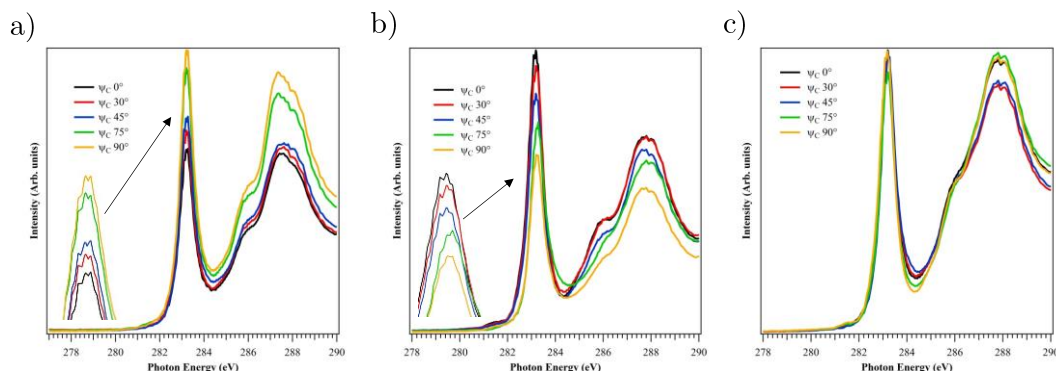 a)
ψC 0°
ψC 30°
ψC 45°
ψC 75°
ψC 90°
Intensity (Arb. units)
278 280 282 284 286 288 290
Photon Energy (eV)
b)
ψC 0°
ψC 30°
ψC 45°
ψC 75°
ψC 90°
Intensity (Arb. units)
278 280 282 284 286 288 290
Photon Energy (eV)
c)
ψC 0°
ψC 30°
ψC 45°
ψC 75°
ψC 90°
Intensity (Arb. units)
278 280 282 284 286 288 290
Photon Energy (eV)